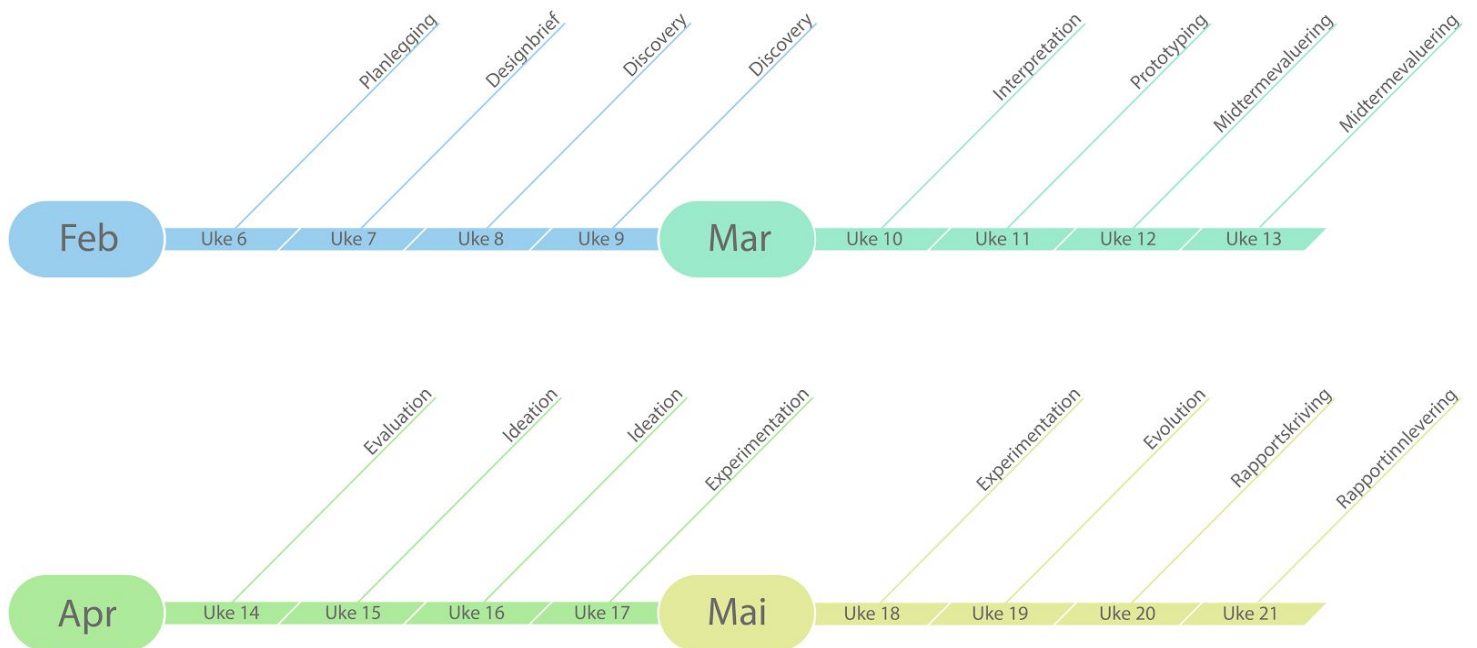 Planlegging
Designbrief
Discovery
Discovery
Interpretation
Prototyping
Midtermevaluering
Midtermevaluering
Feb
Uke 6
Uke 7
Uke 8
Uke 9
Mar
Uke 10
Uke 11
Uke 12
Uke 13
Evaluation
Ideation
Ideation
Experimentation
Experimentation
Evolution
Rapportskriving
Rapportinnlevering
Apr
Uke 14
Uke 15
Uke 16
Uke 17
Mai
Uke 18
Uke 19
Uke 20
Uke 21